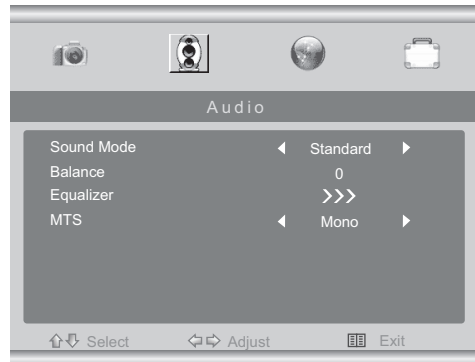 Audio
Sound Mode Standard
Balance 0
Equalizer >>>
MTS Mono
Select Adjust Exit